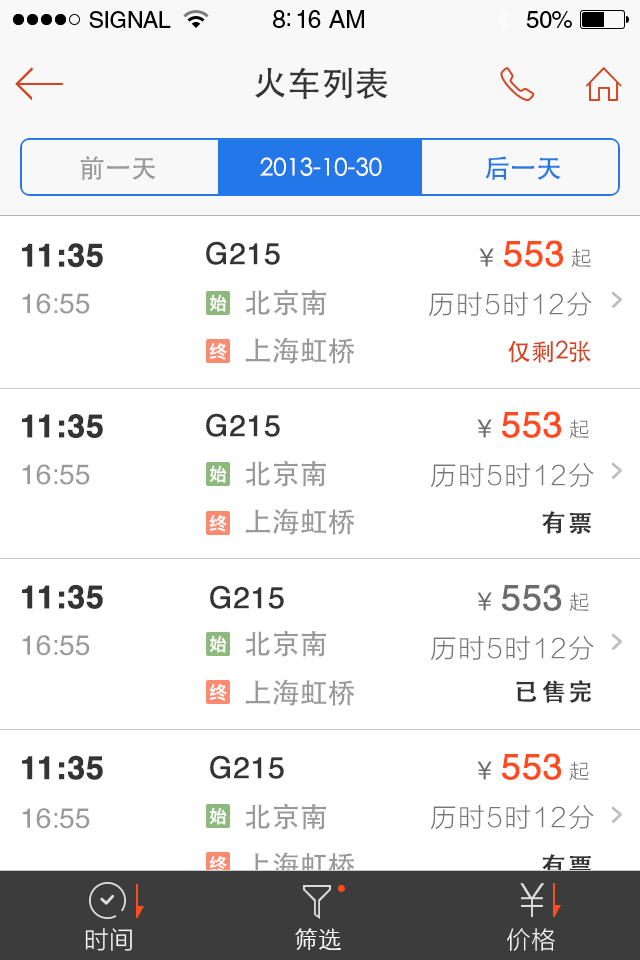 SIGNAL 8:16 AM 50%
火车列表
前一天 2013-10-30 后一天
11:35 G215 ¥ 553 起
16:55 始 北京南 历时5时12分
终 上海虹桥 仅剩2张
11:35 G215 ¥ 553 起
16:55 始 北京南 历时5时12分
终 上海虹桥 有票
11:35 G215 ¥ 553 起
16:55 始 北京南 历时5时12分
终 上海虹桥 已售完
11:35 G215 ¥ 553 起
16:55 始 北京南 历时5时12分
终 上海虹桥 有票
时间 筛选 价格